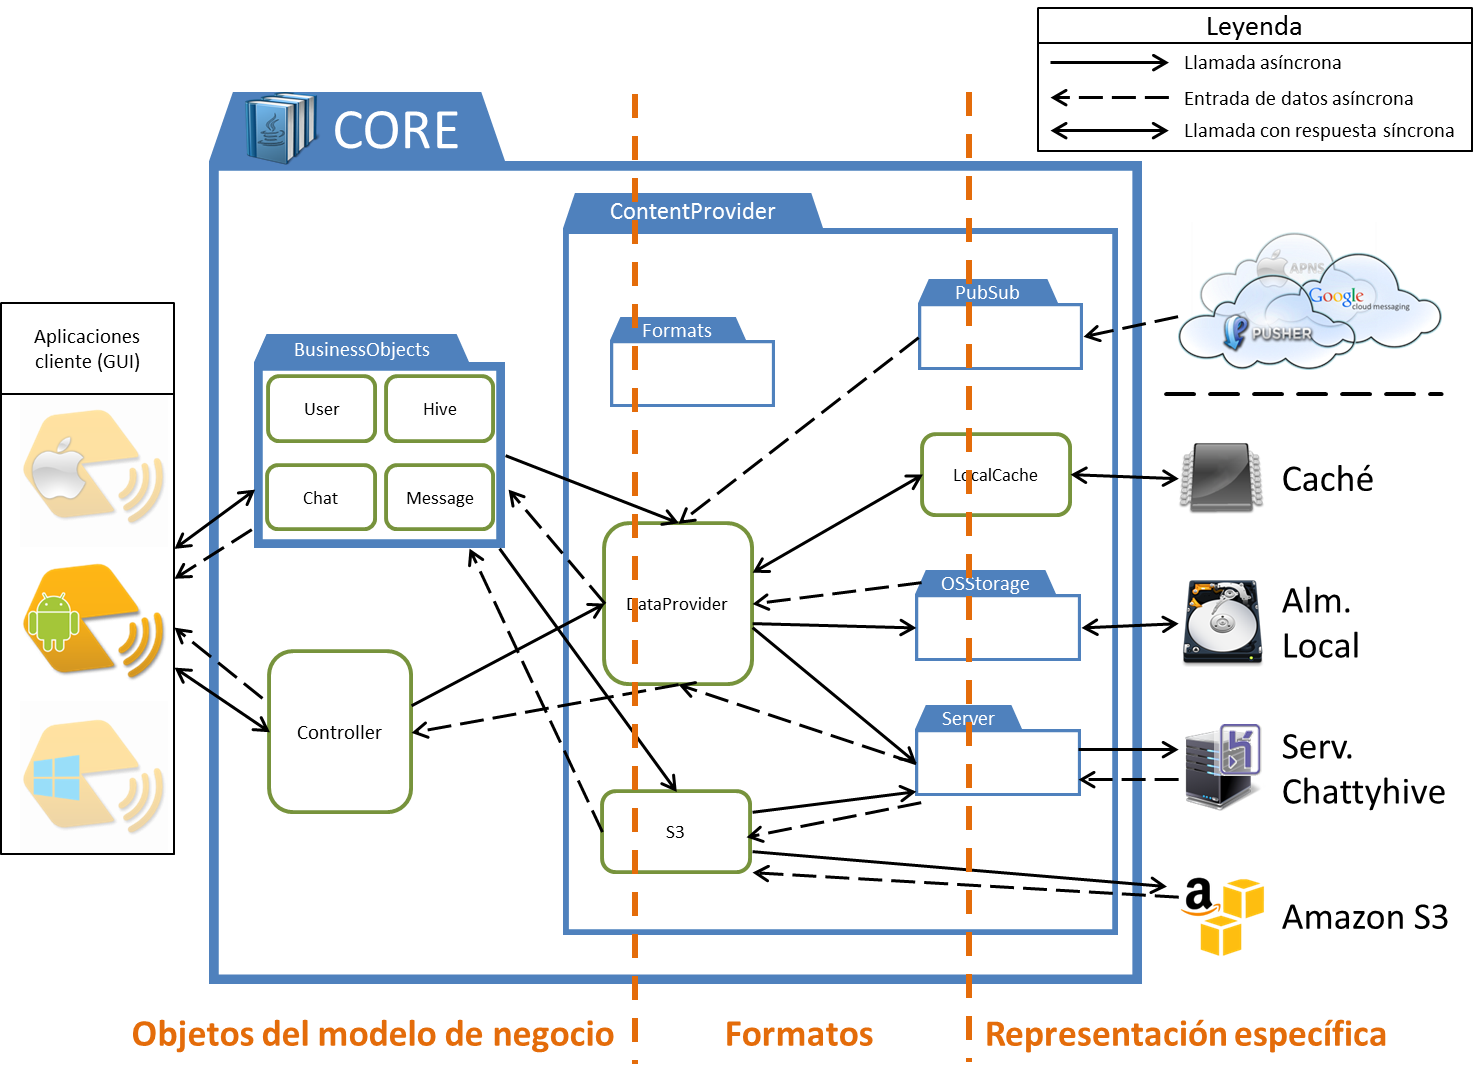 Leyenda
Llamada asíncrona
Entrada de datos asíncrona
Llamada con respuesta síncrona
CORE
ContentProvider
PubSub
Formats
APNS
Google
cloud messaging
PUSHER
Aplicaciones
cliente (GUI)
BusinessObjects
User
Hive
Chat
Message
LocalCache
Caché
DataProvider
OSStorage
Alm.
Local
Controller
Server
Serv.
Chattyhive
S3
a
Amazon S3
Objetos del modelo de negocio
Formatos
Representación específica